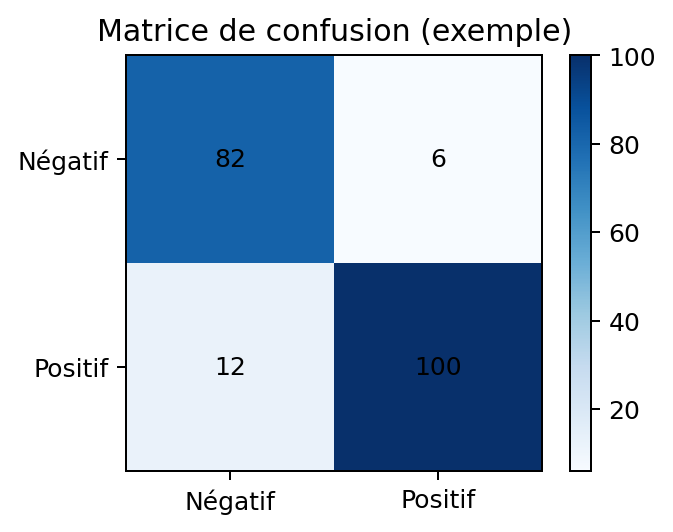 Matrice de confusion (exemple)
100
Négatif 82 6 80
60
40
Positif 12 100
20
Négatif Positif